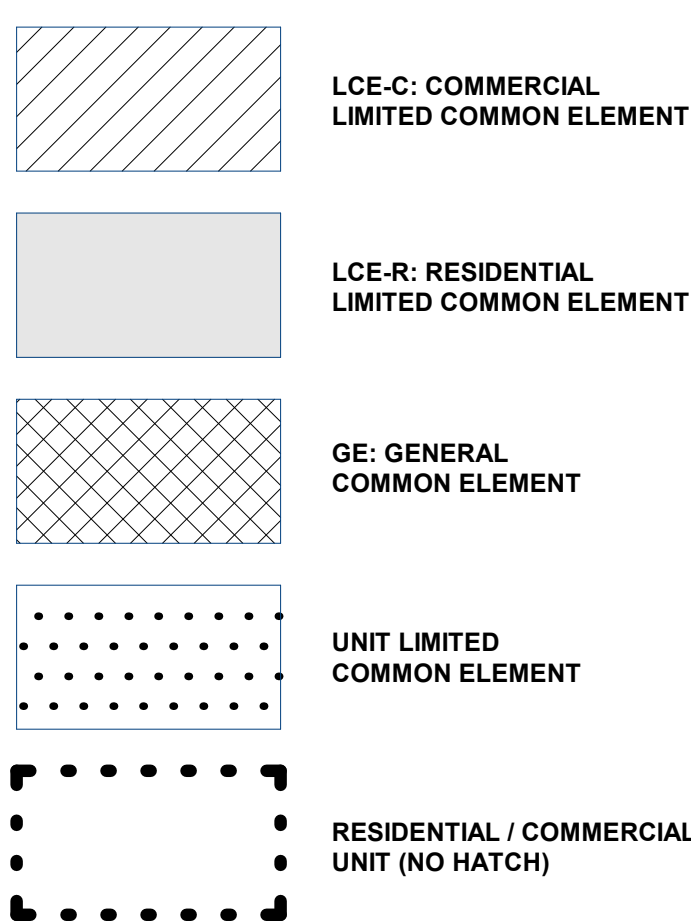 LCE-C: COMMERCIAL
LIMITED COMMON ELEMENT
LCE-R: RESIDENTIAL
LIMITED COMMON ELEMENT
GE: GENERAL
COMMON ELEMENT
UNIT LIMITED
COMMON ELEMENT
RESIDENTIAL / COMMERCIAL
UNIT (NO HATCH)